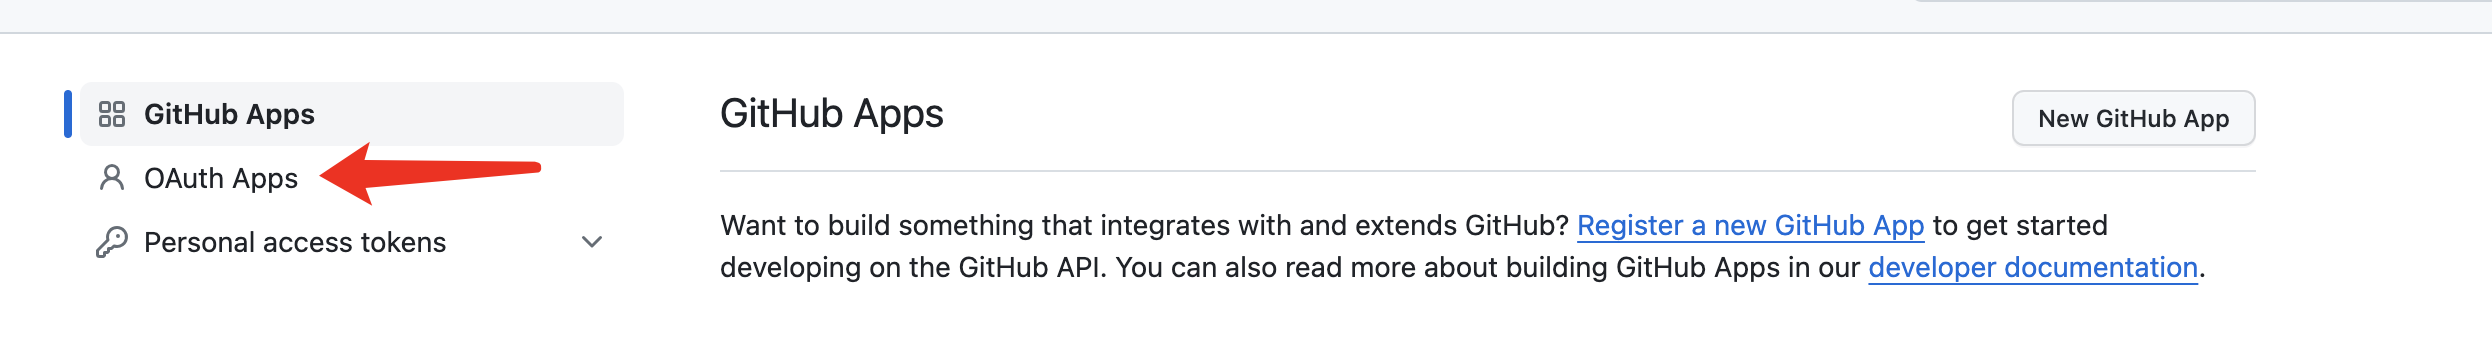 GitHub Apps
OAuth Apps
Personal access tokens
GitHub Apps
New GitHub App
Want to build something that integrates with and extends GitHub? Register a new GitHub App to get started
developing on the GitHub API. You can also read more about building GitHub Apps in our developer documentation.